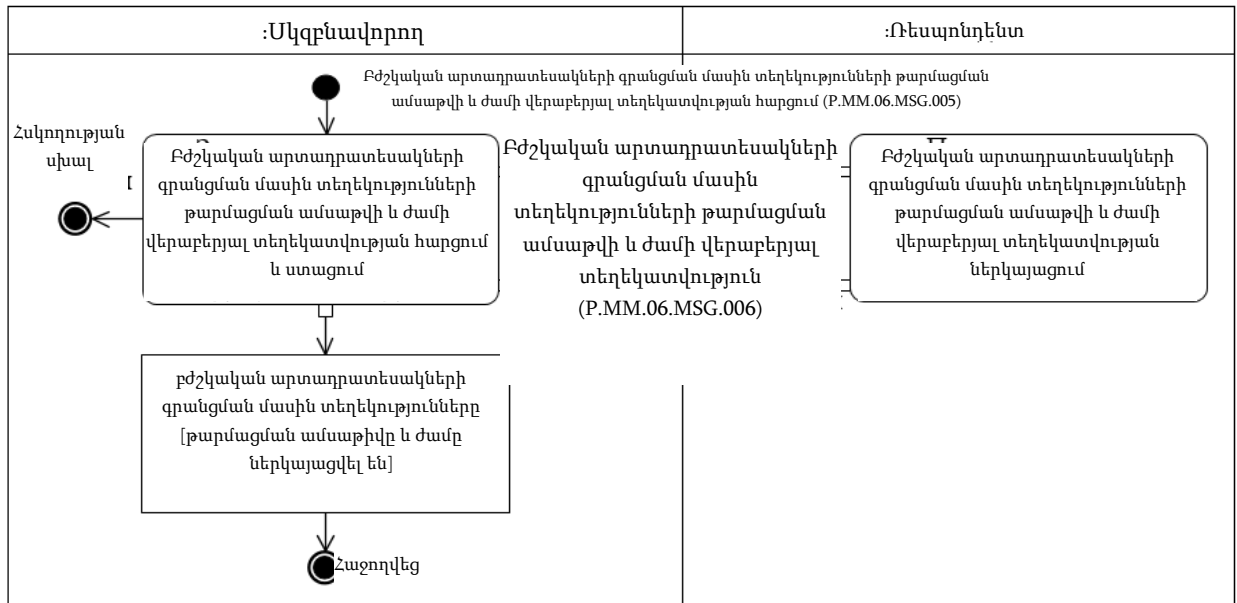 :Սկզբնավորող
:Ռեսպոնդենտ
Բժշկական արտադրատեսակների գրանցման մասին տեղեկությունների թարմացման
ամսաթվի և ժամի վերաբերյալ տեղեկատվության հարցում (P.MM.06.MSG.005)
Հսկողության
սխալ
Բժշկական արտադրատեսակների
գրանցման մասին տեղեկությունների
թարմացման ամսաթվի և ժամի
վերաբերյալ տեղեկատվության հարցում
և ստացում
Բժշկական արտադրատեսակների
գրանցման մասին
տեղեկությունների թարմացման
ամսաթվի և ժամի վերաբերյալ
տեղեկատվություն
(P.MM.06.MSG.006)
Բժշկական արտադրատեսակների
գրանցման մասին տեղեկությունների
թարմացման ամսաթվի և ժամի
վերաբերյալ տեղեկատվության
ներկայացում
բժշկական արտադրատեսակների
գրանցման մասին տեղեկությունները
[թարմացման ամսաթիվը և ժամը
ներկայացվել են]
Հաջողվեց